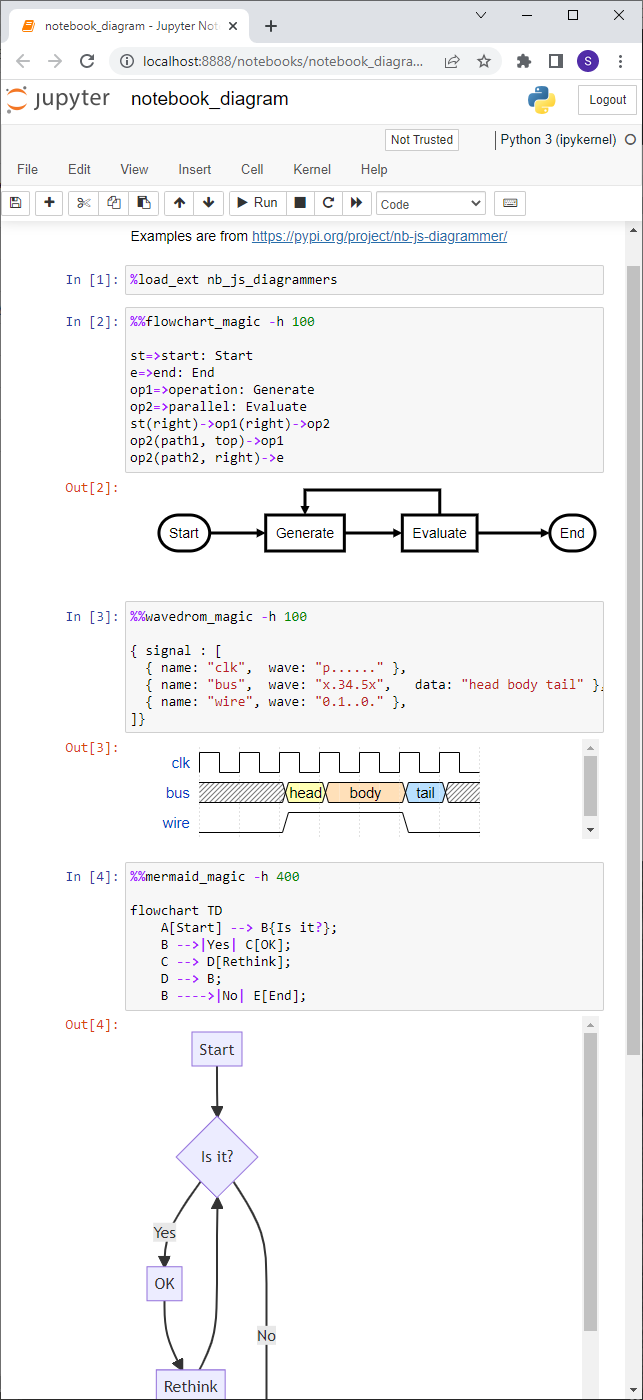 notebook_diagram - Jupyter Note
localhost:8888/notebooks/notebook_diagra...
S
jupyter notebook_diagram
Logout
Not Trusted
Python 3 (ipykernel)
File Edit View Insert Cell Kernel Help
Run Code
Examples are from https://pypi.org/project/nb-js-diagrammer/
In [1]: %load_ext nb_js_diagrammers
In [2]: %%flowchart_magic -h 100
st=>start: Start
e=>end: End
op1=>operation: Generate
op2=>parallel: Evaluate
st(right)->op1(right)->op2
op2(path1, top)->op1
op2(path2, right)->e
Out[2]:
Start Generate Evaluate End
In [3]: %%wavedrom_magic -h 100
{ signal : [
{ name: "clk", wave: "p......" },
{ name: "bus", wave: "x.34.5x", data: "head body tail" },
{ name: "wire", wave: "0.1..0." },
]}
Out[3]:
clk
bus head body tail
wire
In [4]: %%mermaid_magic -h 400
flowchart TD
A[Start] --> B{Is it?};
B -->|Yes| C[OK];
C --> D[Rethink];
D --> B;
B ---->|No| E[End];
Out[4]:
Start
Is it?
Yes
OK
No
Rethink